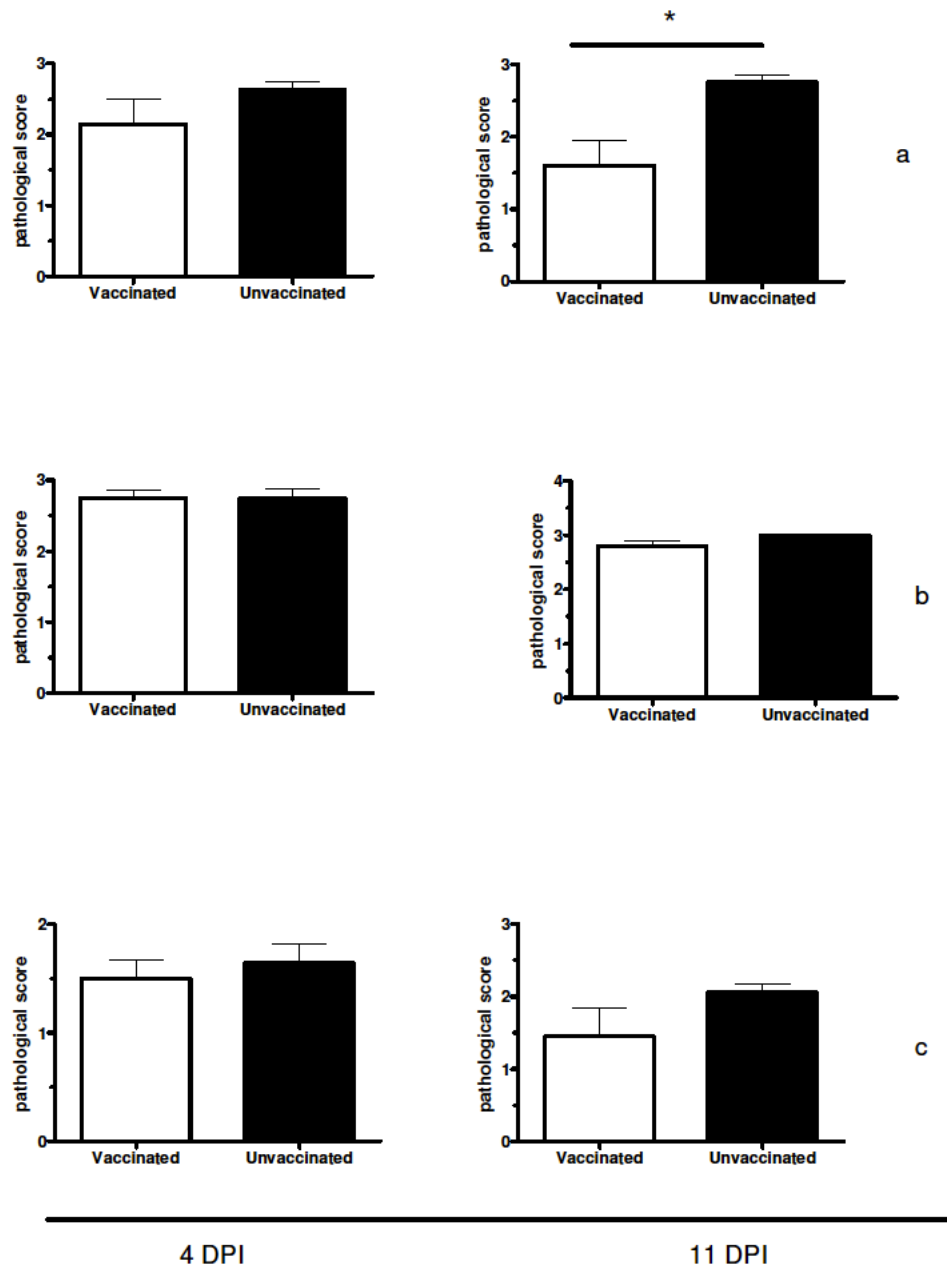 *
pathological score
3
2
1
0
Vaccinated Unvaccinated
pathological score
3
2
1
0
Vaccinated Unvaccinated
a
pathological score
3
2
1
0
Vaccinated Unvaccinated
pathological score
4
3
2
1
0
Vaccinated Unvaccinated
b
pathological score
2
1
0
Vaccinated Unvaccinated
pathological score
3
2
1
0
Vaccinated Unvaccinated
c
4 DPI 11 DPI